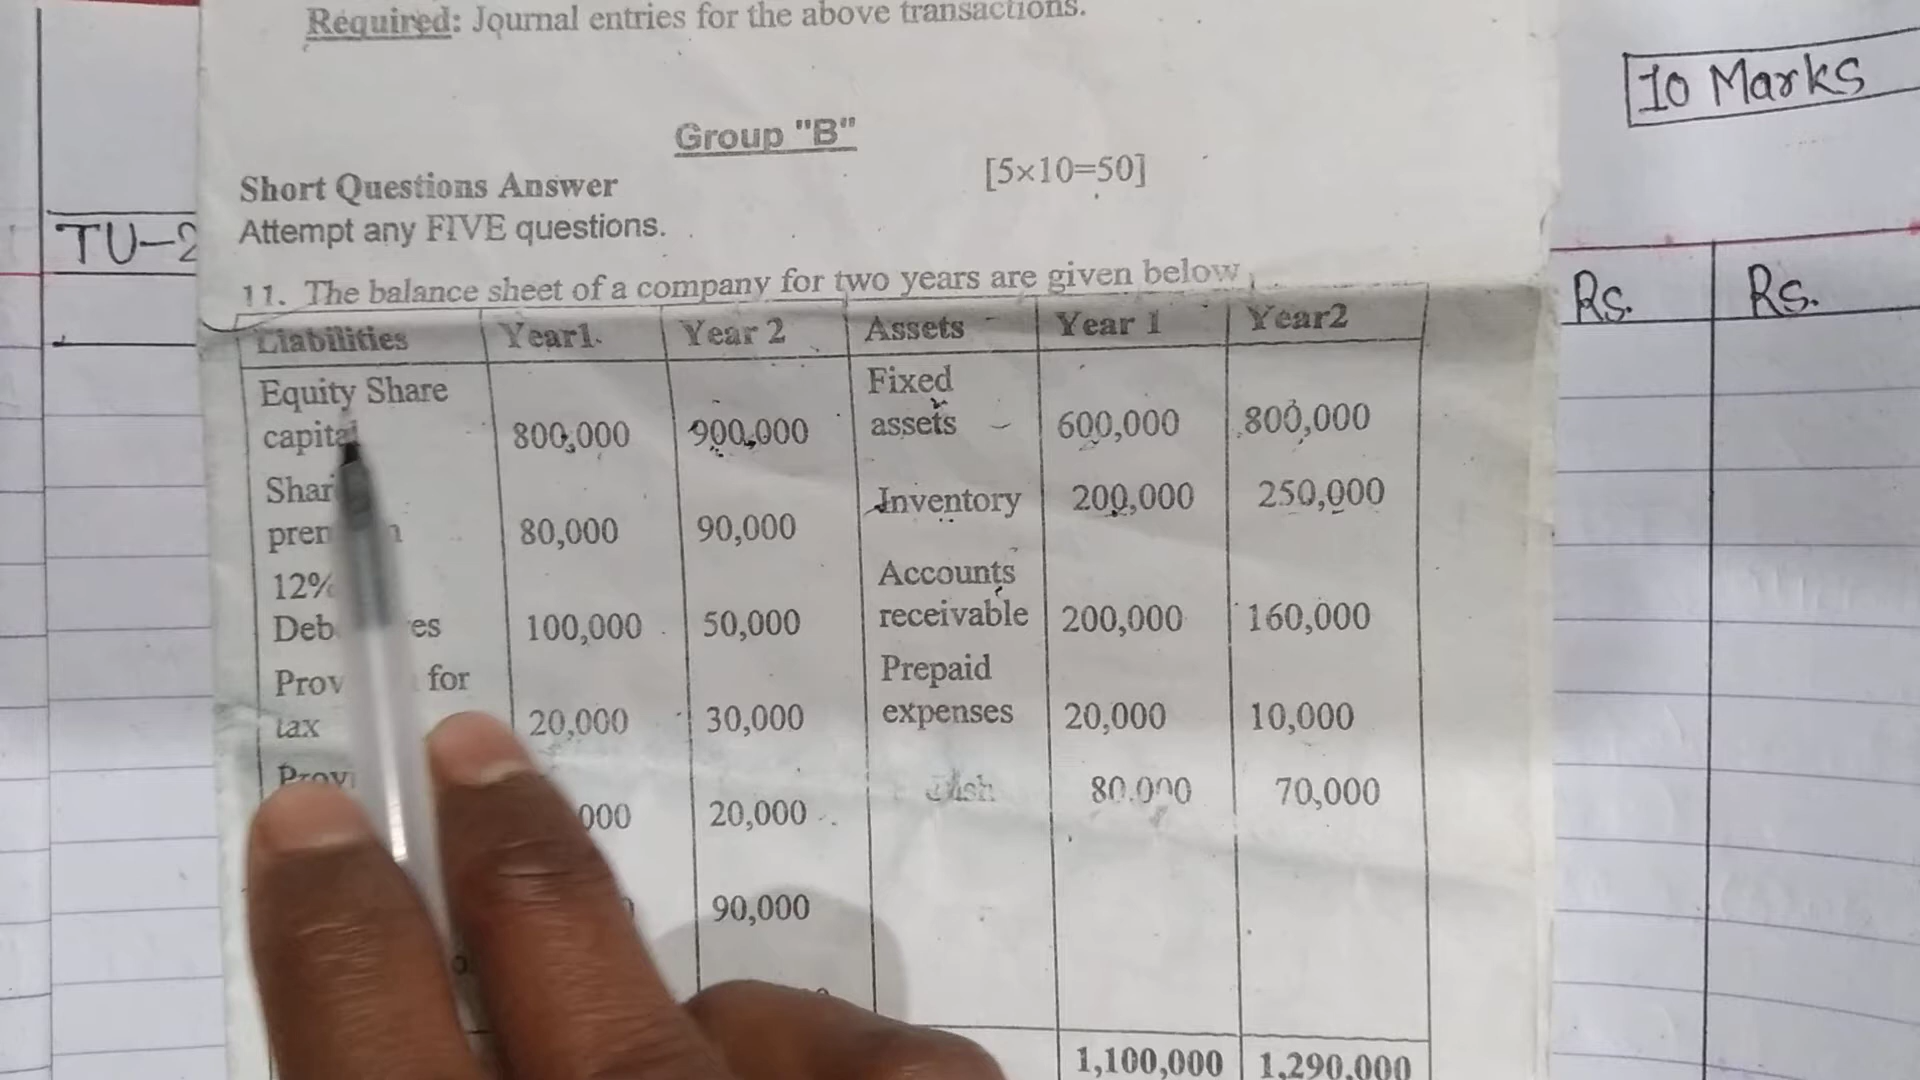 Required: Journal entries for the above transactions.
10 Marks
Group "B"
Short Questions Answer [5×10=50]
Attempt any FIVE questions.
TU-2
11. The balance sheet of a company for two years are given below
Rs. Rs.
Liabilities Year1. Year 2 Assets Year 1 Year2
Equity Share Fixed
capital 800,000 900,000 assets 600,000 800,000
Inventory 200,000 250,000
80,000 90,000
12% Accounts
100,000 50,000 receivable 200,000 160,000
for Prepaid
tax 20,000 30,000 expenses 20,000 10,000
80,000 70,000
000 20,000
90,000
1,100,000 1,290,000